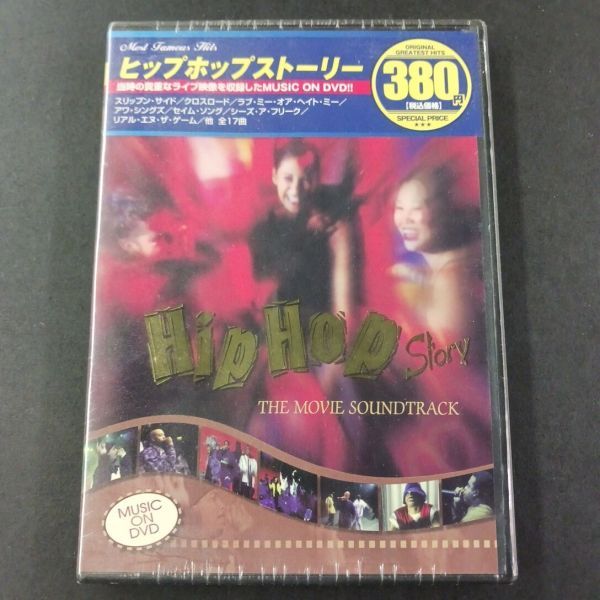 Most Famous Hits
ヒップホップストーリー
当時の貴重なライブ映像を収録したMUSIC ON DVD!!
スリップン・サイド/クロスロード/ラブ・ミー・オア・ヘイト・ミー/
アワ・シングズ/セイム・ソング/シーズ・ア・フリーク/
リアル・エヌ・ザ・ゲーム/他 全17曲
ORIGINAL
GREATEST HITS
380円
【税込価格】
SPECIAL PRICE
★★★
Hip Hop Story
THE MOVIE SOUNDTRACK
MUSIC
ON
DVD